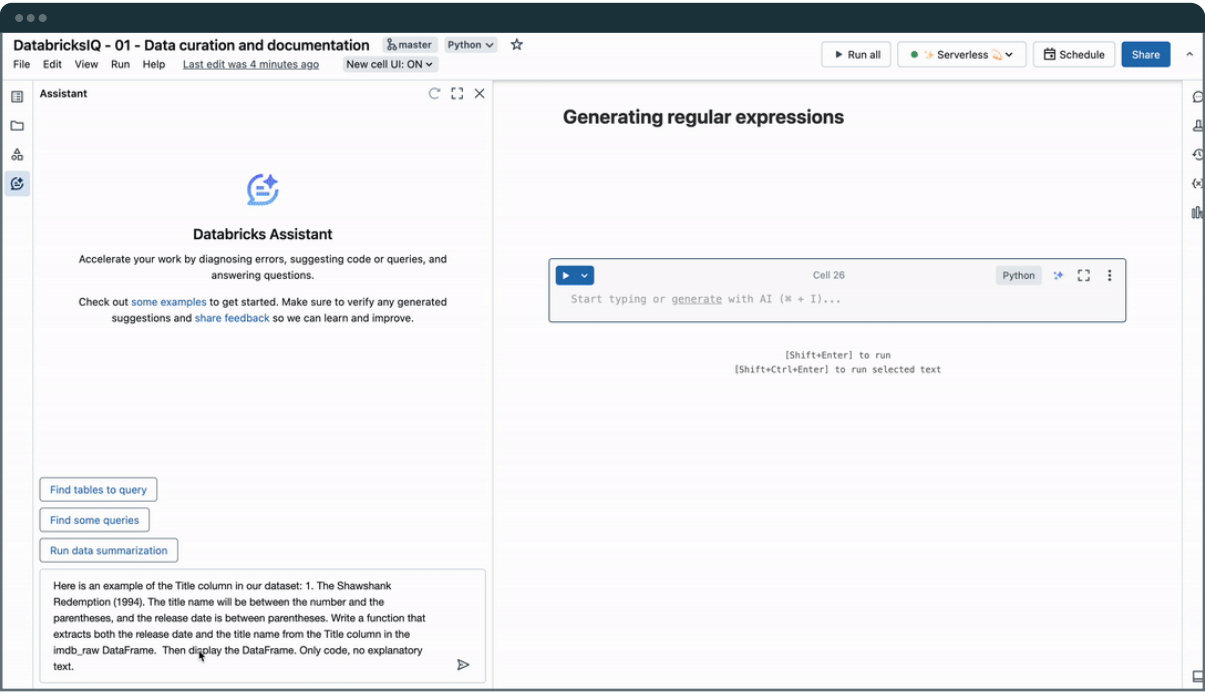 DatabricksIQ - 01 - Data curation and documentation master Python
Run all Serverless Schedule Share
File Edit View Run Help Last edit was 4 minutes ago New cell UI: ON
Assistant
Databricks Assistant
Accelerate your work by diagnosing errors, suggesting code or queries, and
answering questions.
Check out some examples to get started. Make sure to verify any generated
suggestions and share feedback so we can learn and improve.
Find tables to query
Find some queries
Run data summarization
Here is an example of the Title column in our dataset: 1. The Shawshank
Redemption (1994). The title name will be between the number and the
parentheses, and the release date is between parentheses. Write a function that
extracts both the release date and the title name from the Title column in the
imdb_raw DataFrame.  Then display the DataFrame. Only code, no explanatory
text.
Generating regular expressions
Cell 26 Python
Start typing or generate with AI (⌘ + I)...
[Shift+Enter] to run
[Shift+Ctrl+Enter] to run selected text